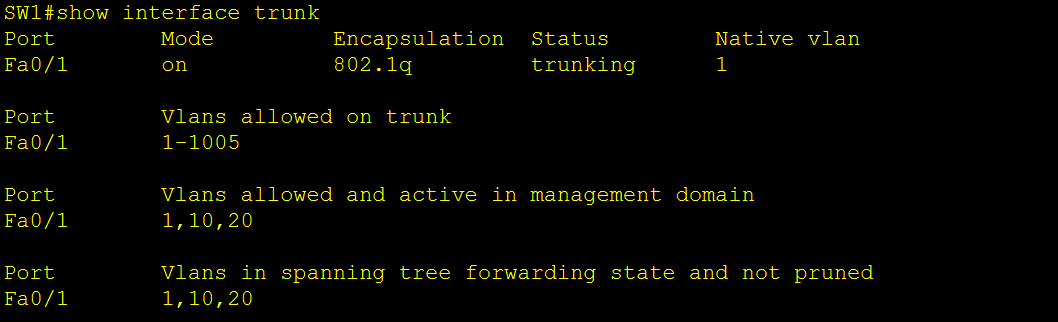 SW1#show interface trunk
Port Mode Encapsulation Status Native vlan
Fa0/1 on 802.1q trunking 1
Port Vlans allowed on trunk
Fa0/1 1-1005
Port Vlans allowed and active in management domain
Fa0/1 1,10,20
Port Vlans in spanning tree forwarding state and not pruned
Fa0/1 1,10,20